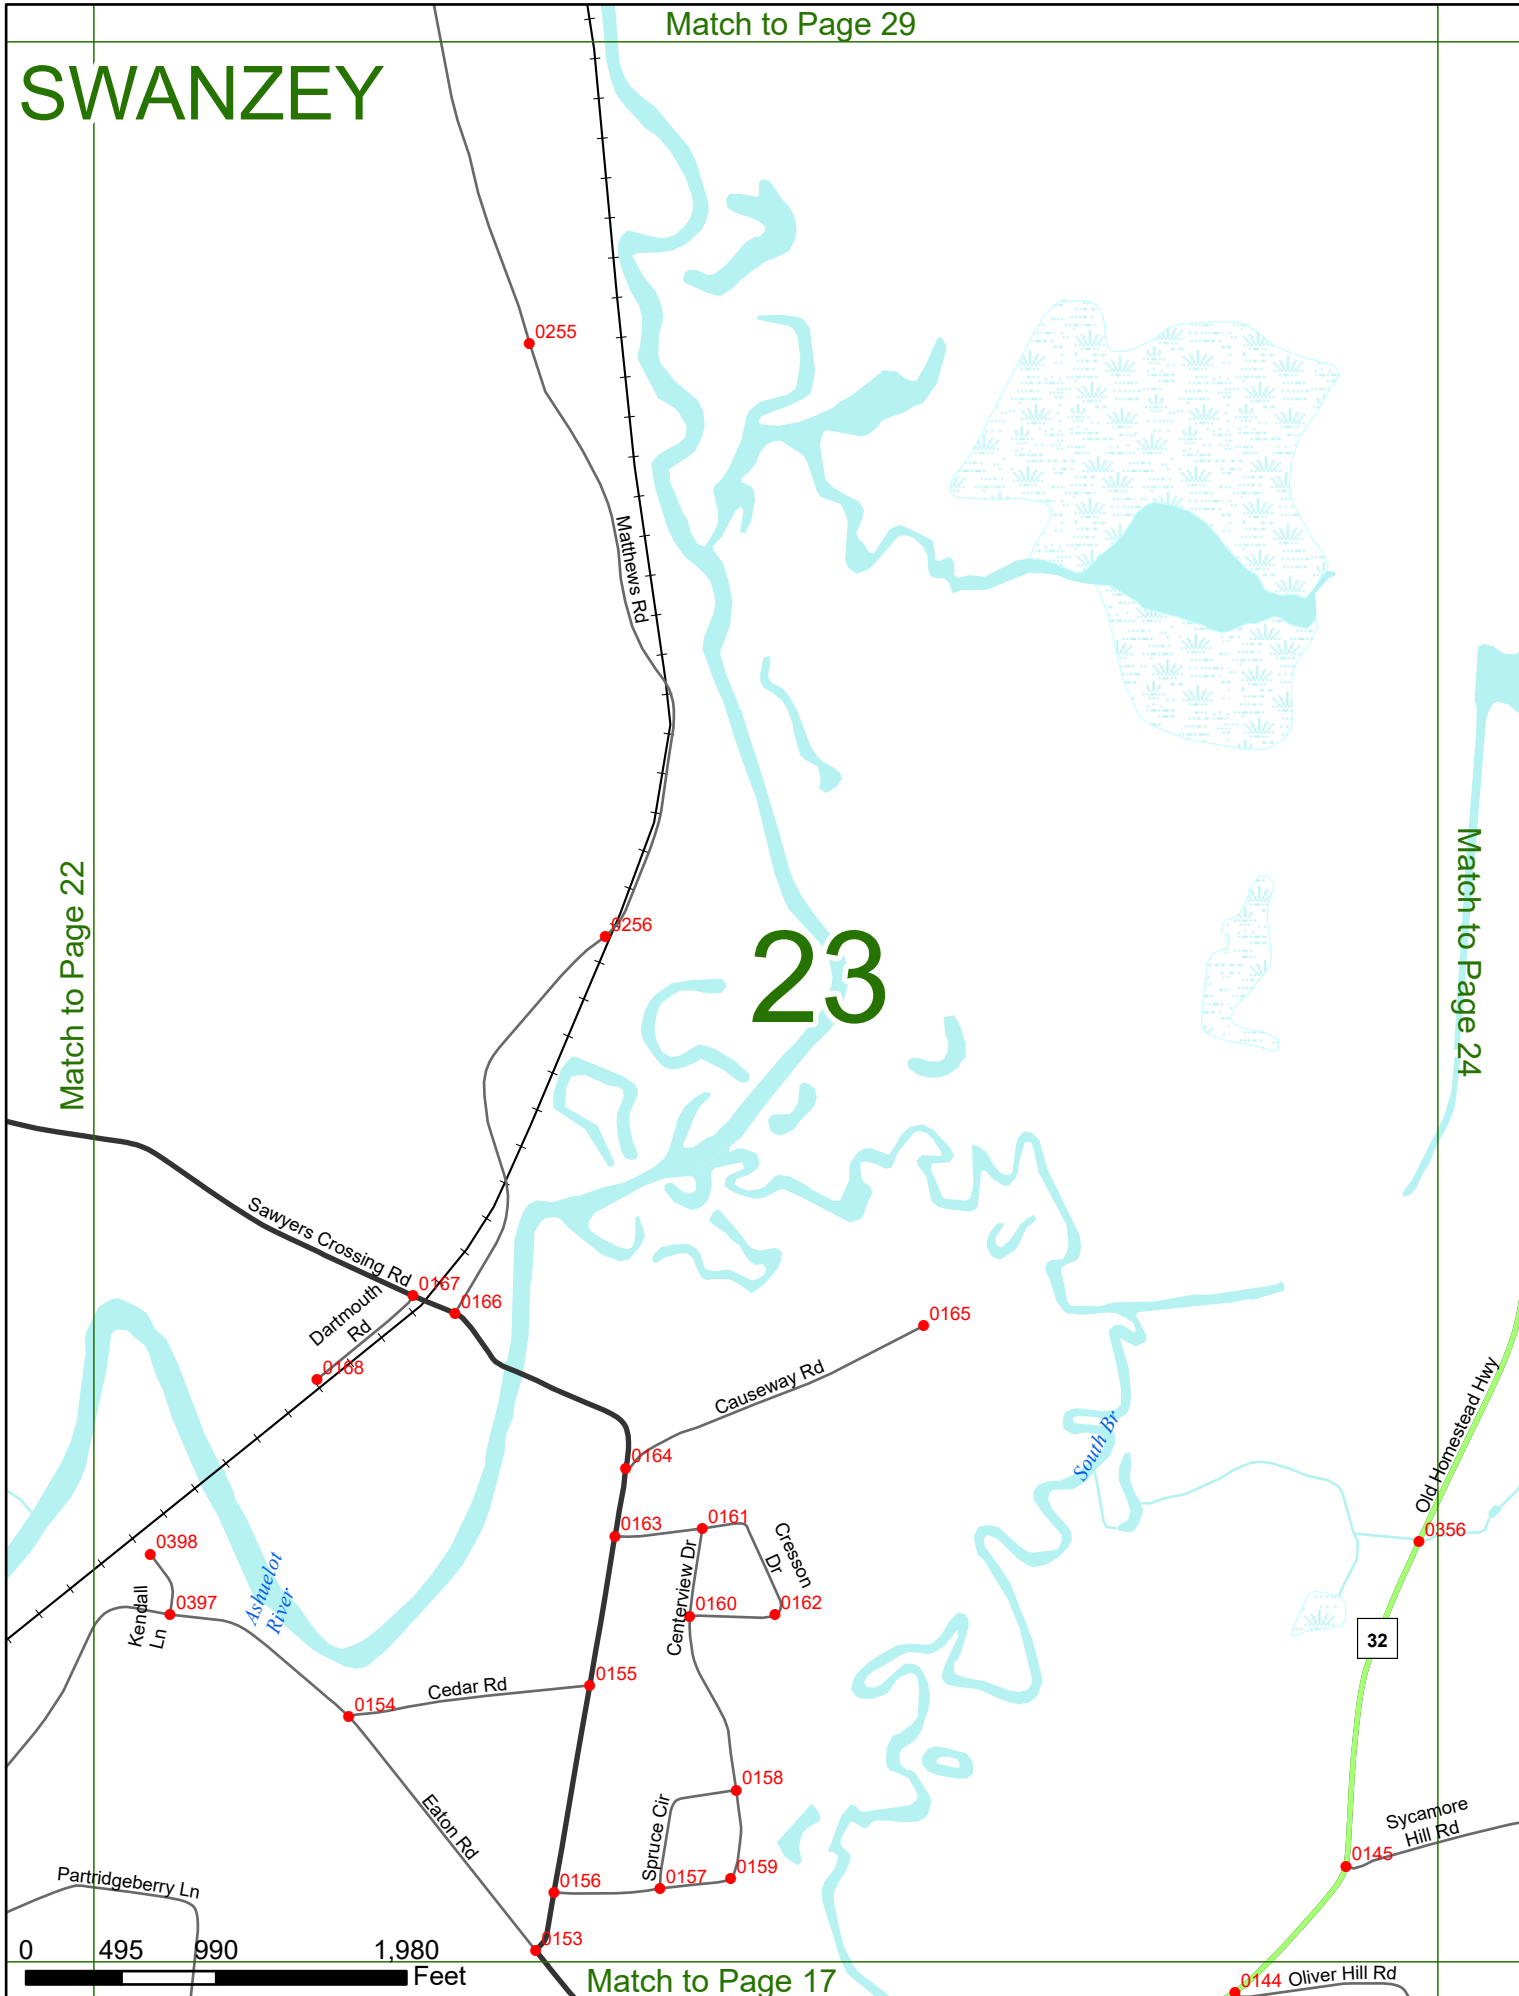 Match to Page 29
SWANZEY
0255
Matthews Rd
Match to Page 22
Match to Page 24
0256
23
Sawyers Crossing Rd
0167
0166
Dartmouth
Rd
0168
0165
Causeway Rd
0164
South Br
Old Homestead Hwy
0163
0161
Cresson
Dr
0356
0398
Centerview Dr
Ashuelot
River
Kendall
Ln
0397
0160
0162
32
0155
Cedar Rd
0154
0158
Eaton Rd
Spruce Cir
Sycamore
Hill Rd
0145
0159
0157
0156
Partridgeberry Ln
0153
0 495 990 1,980
Feet
Match to Page 17
0144
Oliver Hill Rd